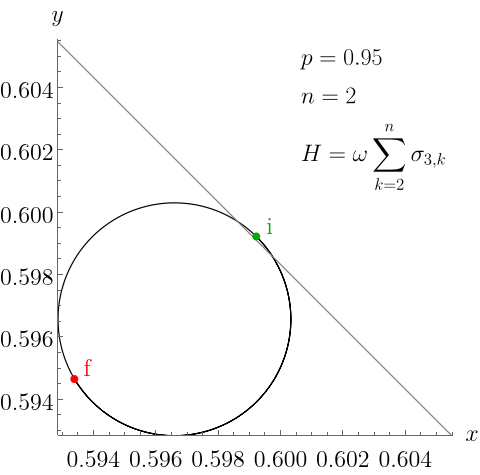 y
p = 0.95
n = 2
H = ω ∑_{k=2}^{n} σ_{3,k}
0.604
0.602
0.600
0.598
0.596
0.594
i
f
x
0.594 0.596 0.598 0.600 0.602 0.604